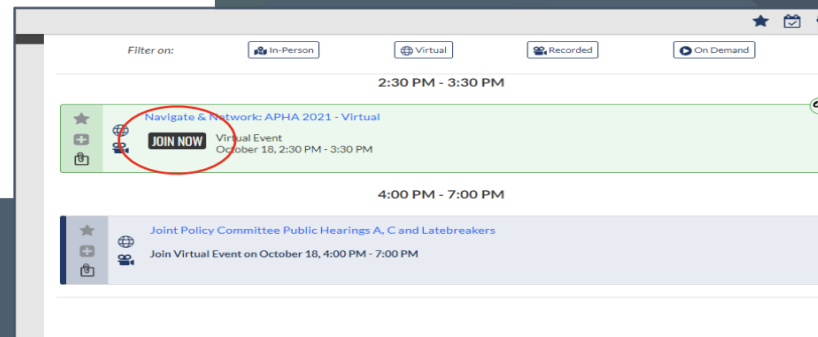 Filter on:
In-Person
Virtual
Recorded
On Demand
2:30 PM - 3:30 PM
Navigate & Network: APHA 2021 - Virtual
JOIN NOW
Virtual Event
October 18, 2:30 PM - 3:30 PM
4:00 PM - 7:00 PM
Joint Policy Committee Public Hearings A, C and Latebreakers
Join Virtual Event on October 18, 4:00 PM - 7:00 PM